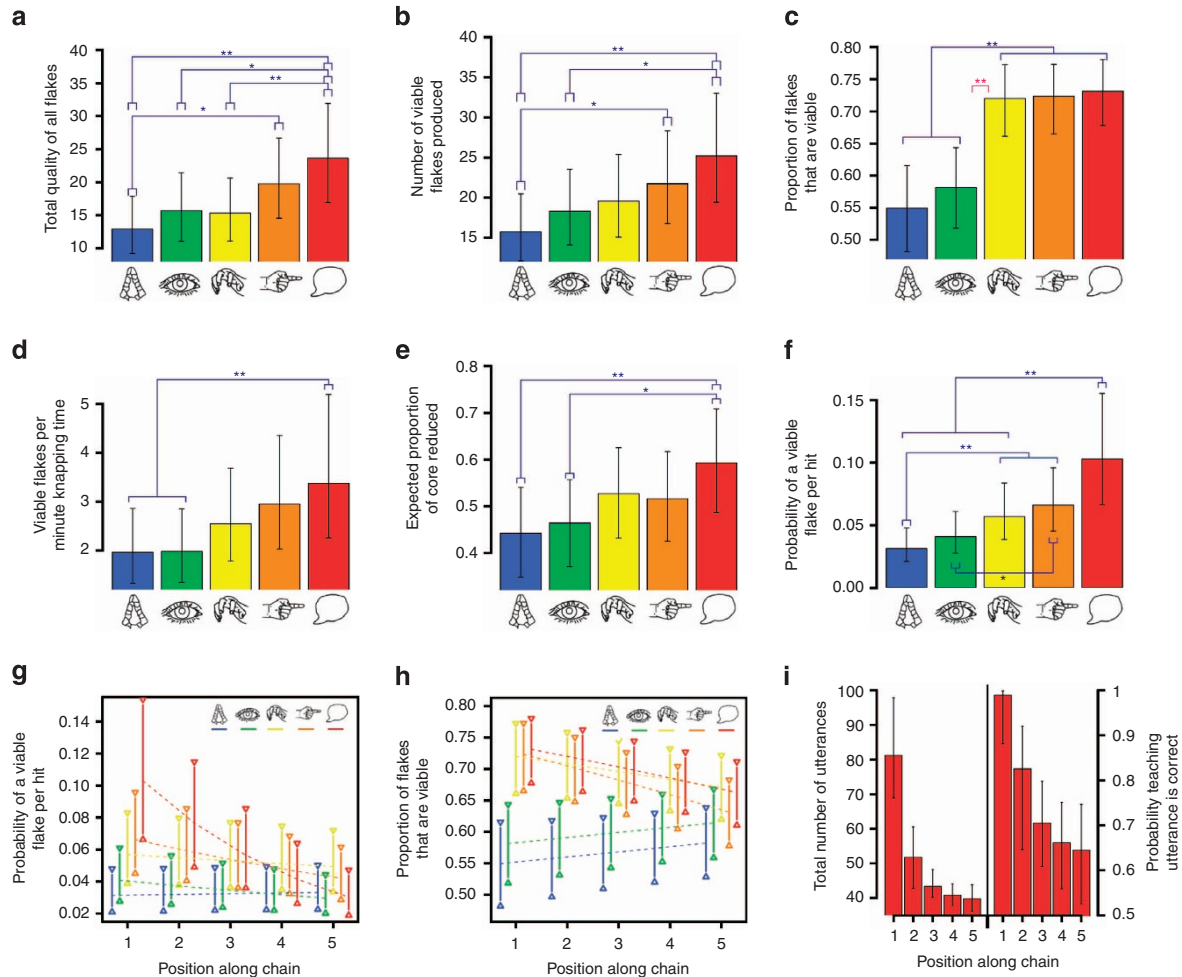 a
Total quality of all flakes
40
35
30
25
20
15
10
**
*
**
*
b
Number of viable
flakes produced
40
35
30
25
20
15
**
*
*
c
Proportion of flakes
that are viable
0.80
0.75
0.70
0.65
0.60
0.55
0.50
**
**
d
Viable flakes per
minute knapping time
5
4
3
2
**
e
Expected proportion
of core reduced
0.8
0.7
0.6
0.5
0.4
**
*
f
Probability of a viable
flake per hit
0.15
0.10
0.05
0.00
**
**
*
g
Probability of a viable
flake per hit
0.14
0.12
0.10
0.08
0.06
0.04
0.02
1 2 3 4 5
Position along chain
h
Proportion of flakes
that are viable
0.80
0.75
0.70
0.65
0.60
0.55
0.50
1 2 3 4 5
Position along chain
i
Total number of utterances
100
90
80
70
60
50
40
1 2 3 4 5 1 2 3 4 5
Position along chain
1
0.9
0.8
0.7
0.6
0.5
Probability teaching
utterance is correct